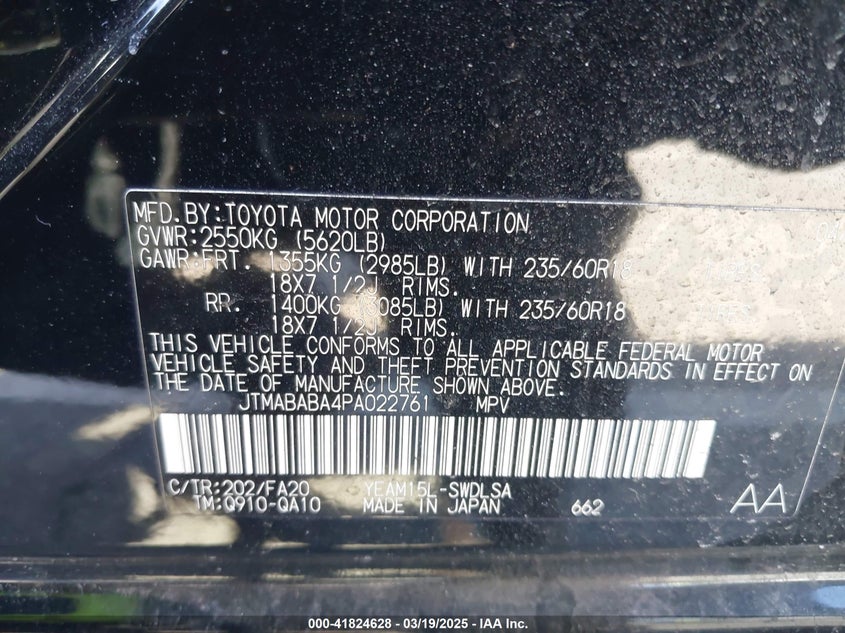 MFD.BY:TOYOTA MOTOR CORPORATION
GVWR:2550KG (5620LB)
GAWR:FRT. 1355KG (2985LB) WITH 235/60R18
18X7 1/2J RIMS.
RR. 1400KG (3085LB) WITH 235/60R18
18X7 1/2J RIMS.
THIS VEHICLE CONFORMS TO ALL APPLICABLE FEDERAL MOTOR
VEHICLE SAFETY AND THEFT PREVENTION STANDARDS IN EFFECT ON
THE DATE OF MANUFACTURE SHOWN ABOVE.
JTMABABA4PA022761 MPV
C/TR:202/FA20 YEAM15L-SWDLSA
TM:Q910-QA10 MADE IN JAPAN 662 AA
000-41824628 - 03/19/2025 - IAA Inc.